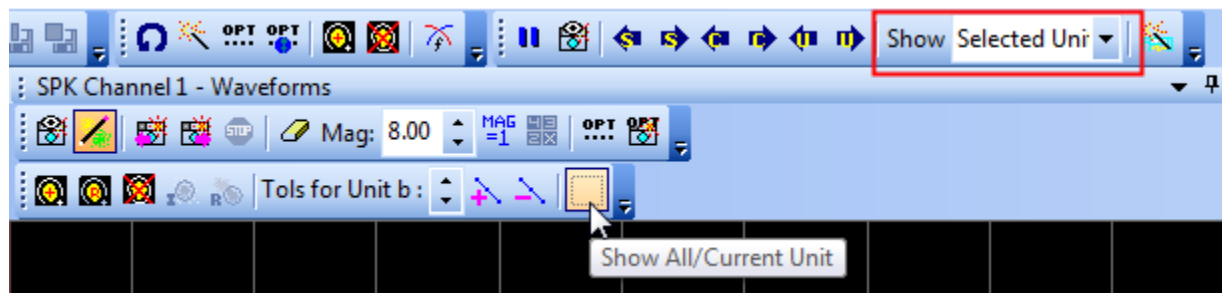 OPT OPT F S S r r u u Show Selected Uni
SPK Channel 1 - Waveforms
STOP Mag: 8.00 MAG =1 OPT OPT
R I R Tols for Unit b :
Show All/Current Unit